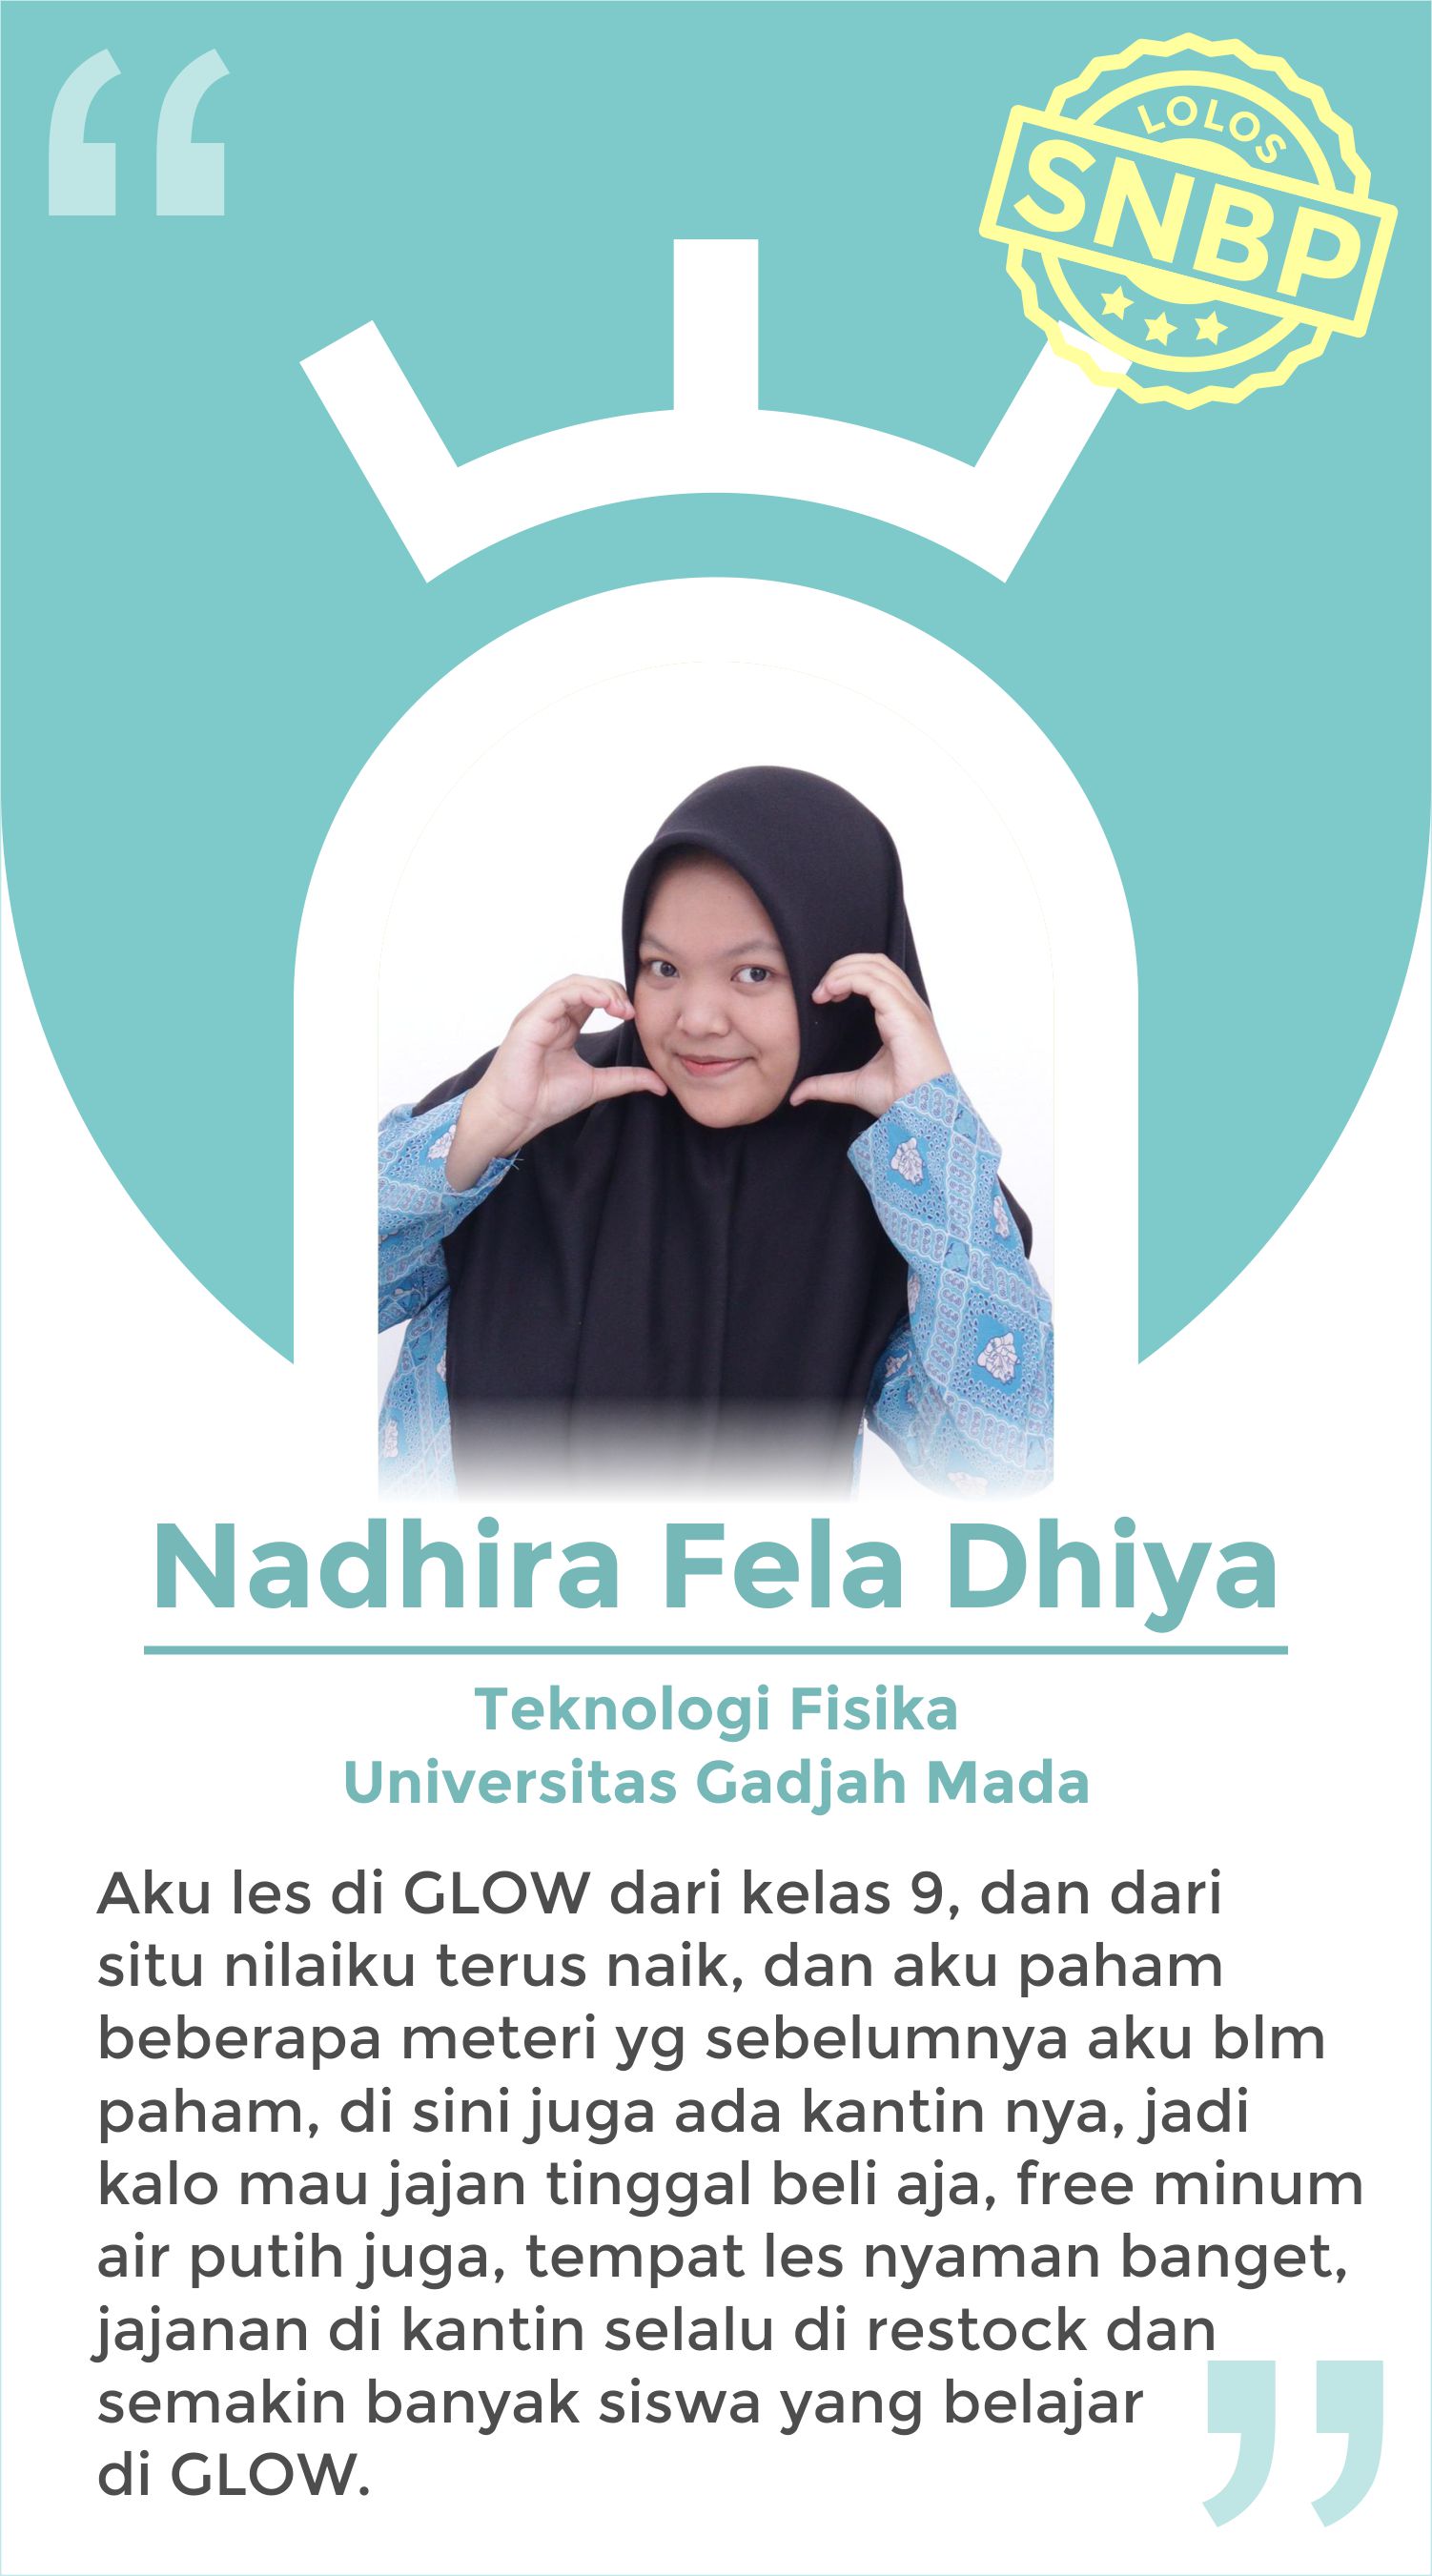 LOLOS
SNBP
Nadhira Fela Dhiya
Teknologi Fisika
Universitas Gadjah Mada
Aku les di GLOW dari kelas 9, dan dari
situ nilaiku terus naik, dan aku paham
beberapa meteri yg sebelumnya aku blm
paham, di sini juga ada kantin nya, jadi
kalo mau jajan tinggal beli aja, free minum
air putih juga, tempat les nyaman banget,
jajanan di kantin selalu di restock dan
semakin banyak siswa yang belajar
di GLOW.